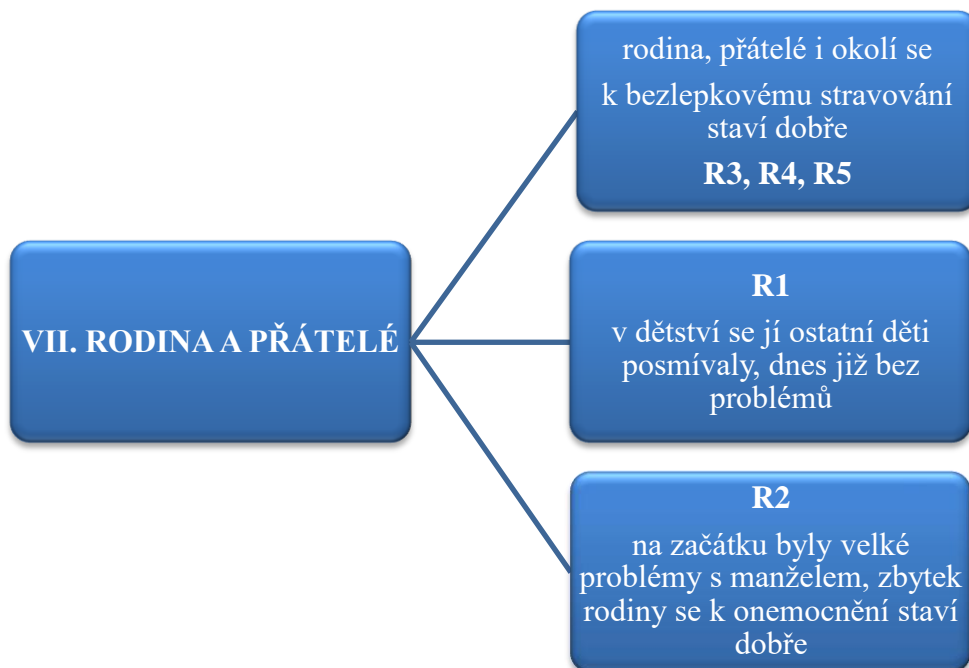 rodina, přátelé i okolí se
k bezlepkovému stravování
staví dobře
R3, R4, R5
VII. RODINA A PŘÁTELÉ
R1
v dětství se jí ostatní děti
posmívaly, dnes již bez
problémů
R2
na začátku byly velké
problémy s manželem, zbytek
rodiny se k onemocnění staví
dobře